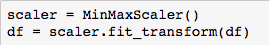 scaler = MinMaxScaler()
df = scaler.fit_transform(df)